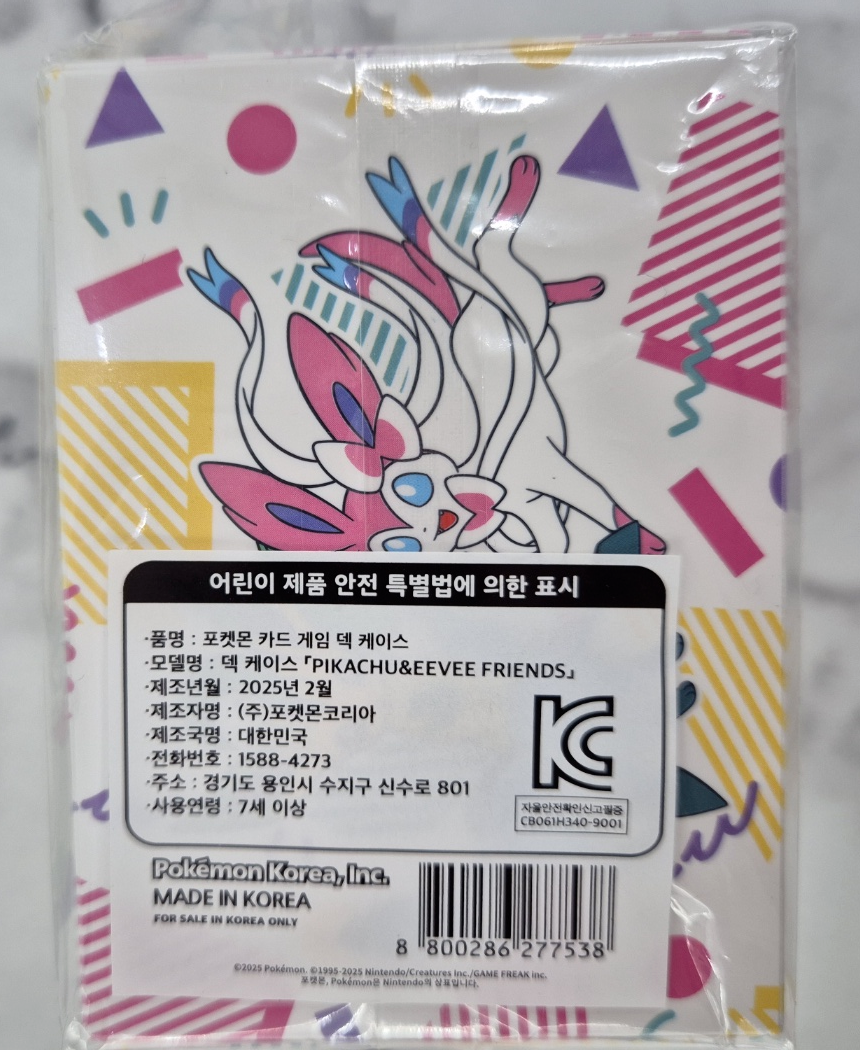 어린이 제품 안전 특별법에 의한 표시
·품명 : 포켓몬 카드 게임 덱 케이스
·모델명 : 덱 케이스 「PIKACHU&EEVEE FRIENDS」
·제조년월 : 2025년 2월
·제조자명 : (주)포켓몬코리아
·제조국명 : 대한민국
·전화번호 : 1588-4273
·주소 : 경기도 용인시 수지구 신수로 801
·사용연령 : 7세 이상
KC
자율안전확인신고필증
CB061H340-9001
Pokémon Korea, Inc.
MADE IN KOREA
FOR SALE IN KOREA ONLY
8 800286 277538
©2025 Pokémon. ©1995-2025 Nintendo/Creatures Inc./GAME FREAK inc.
포켓몬, Pokémon은 Nintendo의 상표입니다.